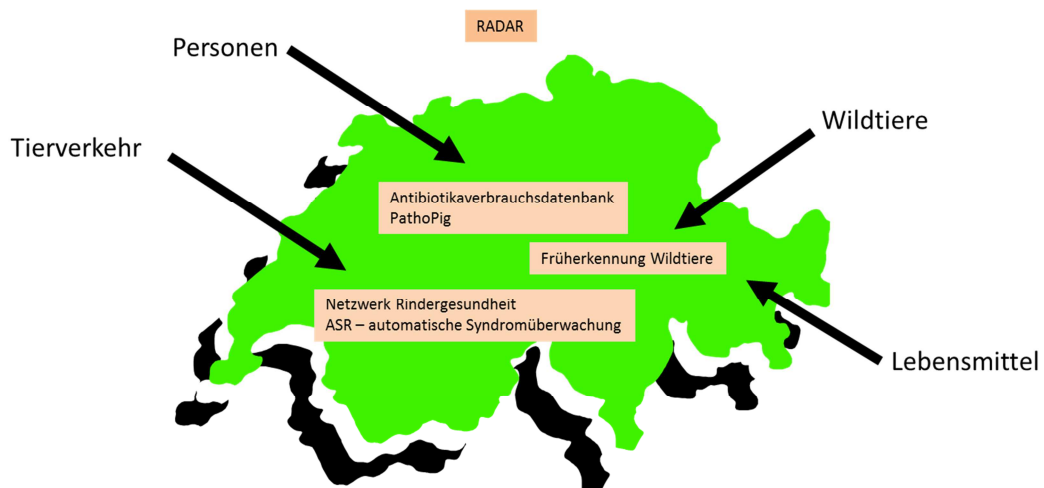 RADAR
Personen
Wildtiere
Tierverkehr
Antibiotikaverbrauchsdatenbank
PathoPig
Früherkennung Wildtiere
Netzwerk Rindergesundheit
ASR – automatische Syndromüberwachung
Lebensmittel